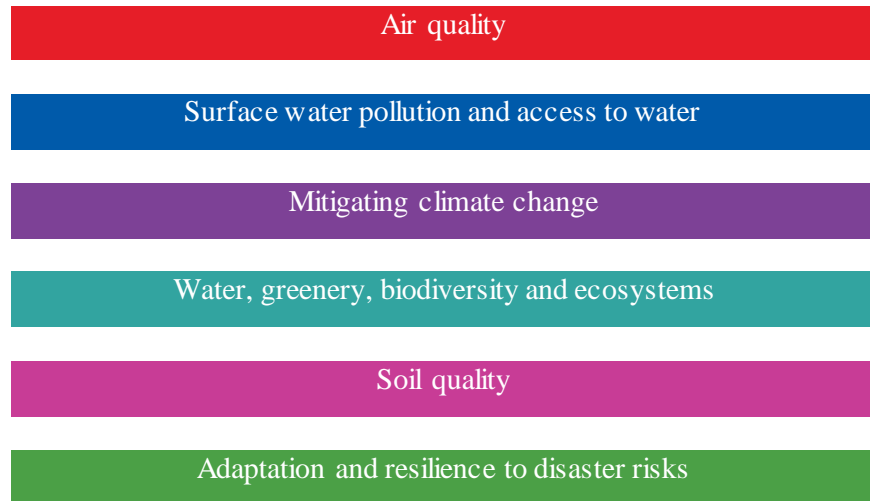 Air quality
Surface water pollution and access to water
Mitigating climate change
Water, greenery, biodiversity and ecosystems
Soil quality
Adaptation and resilience to disaster risks